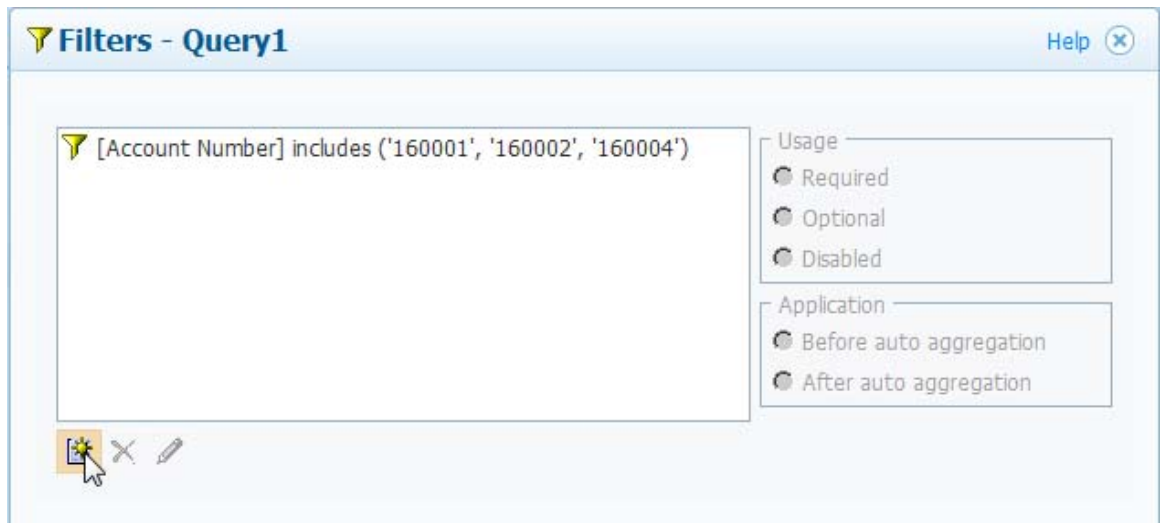 Filters - Query1
Help
[Account Number] includes ('160001', '160002', '160004')
Usage
Required
Optional
Disabled
Application
Before auto aggregation
After auto aggregation